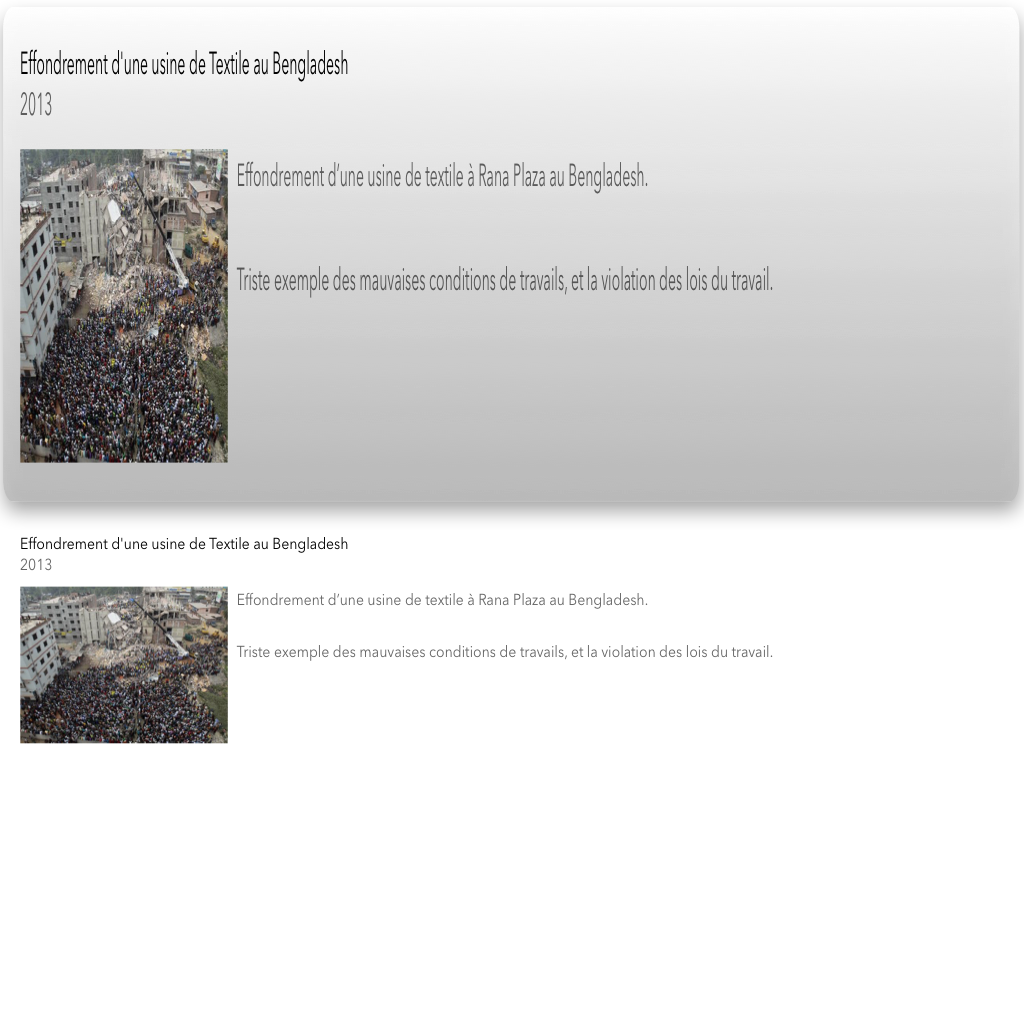 Effondrement d'une usine de Textile au Bengladesh
2013
Effondrement d’une usine de textile à Rana Plaza au Bengladesh.
Triste exemple des mauvaises conditions de travails, et la violation des lois du travail.
Effondrement d'une usine de Textile au Bengladesh
2013
Effondrement d’une usine de textile à Rana Plaza au Bengladesh.
Triste exemple des mauvaises conditions de travails, et la violation des lois du travail.